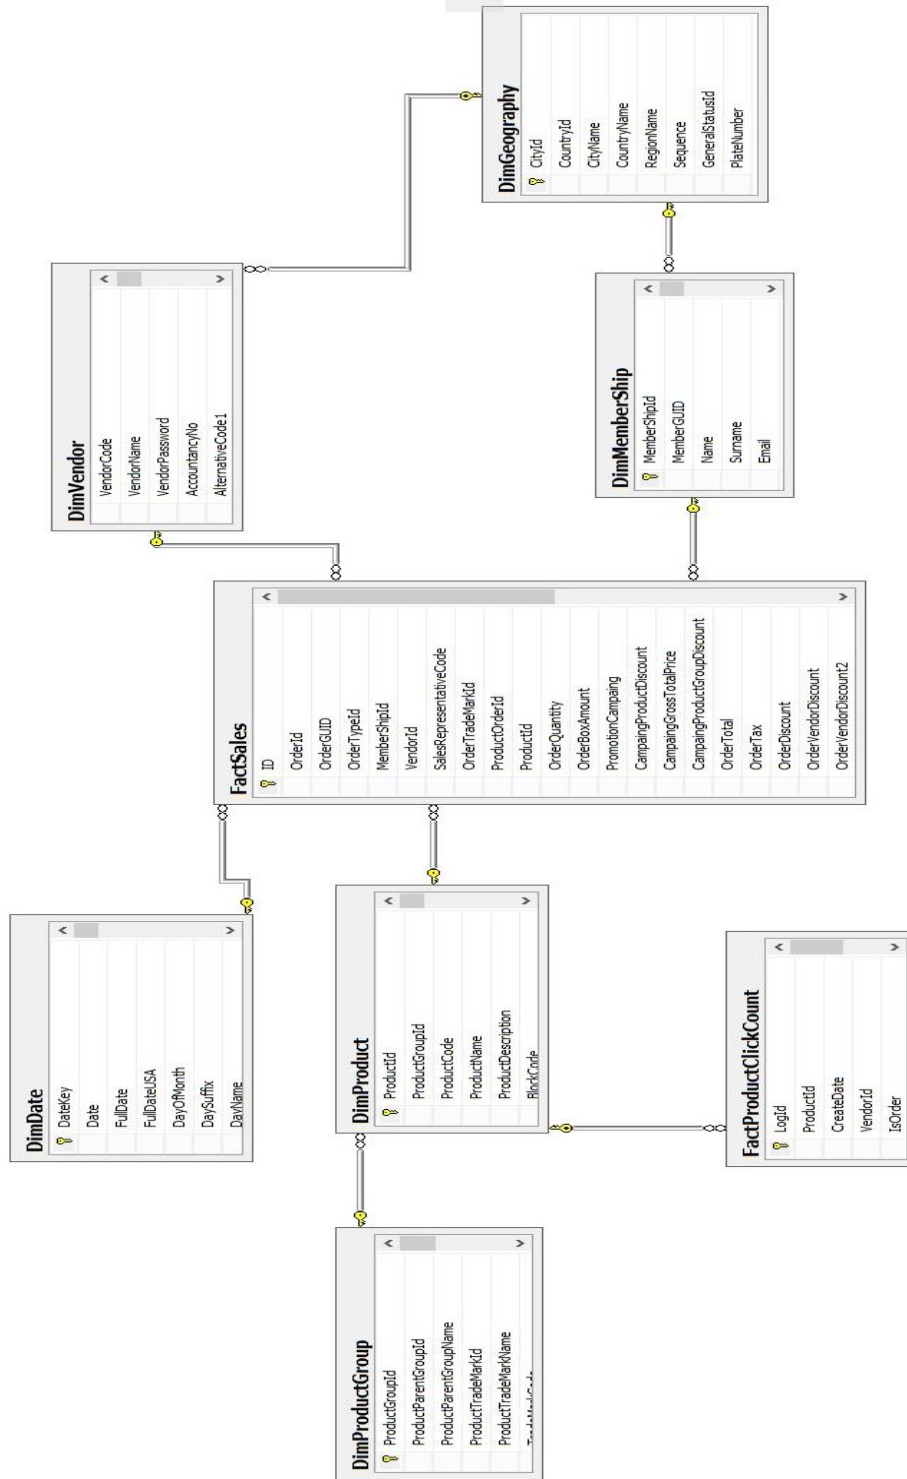 DimProductGroup
ProductGroupId
ProductParentGroupId
ProductParentGroupName
ProductTradeMarkId
ProductTradeMarkName
DimDate
DateKey
Date
FullDate
FullDateUSA
DayOfMonth
DaySuffix
DayName
DimProduct
ProductId
ProductGroupId
ProductCode
ProductName
ProductDescription
BlockCode
FactProductClickCount
LogId
ProductId
CreateDate
VendorId
IsOrder
FactSales
ID
OrderId
OrderGUID
OrderTypeId
MemberShipId
VendorId
SalesRepresentativeCode
OrderTradeMarkId
ProductOrderId
ProductId
OrderQuantity
OrderBoxAmount
PromotionCampaing
CampaingProductDiscount
CampaingGrossTotalPrice
CampaingProductGroupDiscount
OrderTotal
OrderTax
OrderDiscount
OrderVendorDiscount
OrderVendorDiscount2
DimVendor
VendorCode
VendorName
VendorPassword
AccountancyNo
AlternativeCode1
DimMemberShip
MemberShipId
MemberGUID
Name
Surname
Email
DimGeography
CityId
CountryId
CityName
CountryName
RegionName
Sequence
GeneralStatusId
PlateNumber